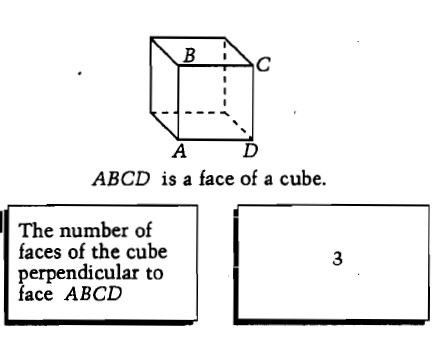 B
C
A
D
ABCD is a face of a cube.
The number of
faces of the cube
perpendicular to
face ABCD
3